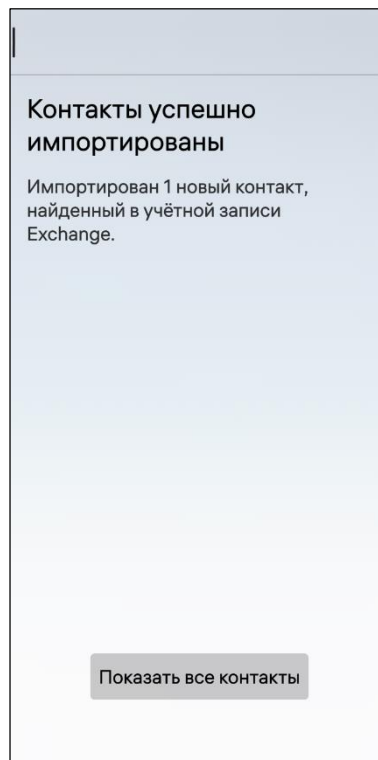 Контакты успешно
импортированы
Импортирован 1 новый контакт,
найденный в учётной записи
Exchange.
Показать все контакты